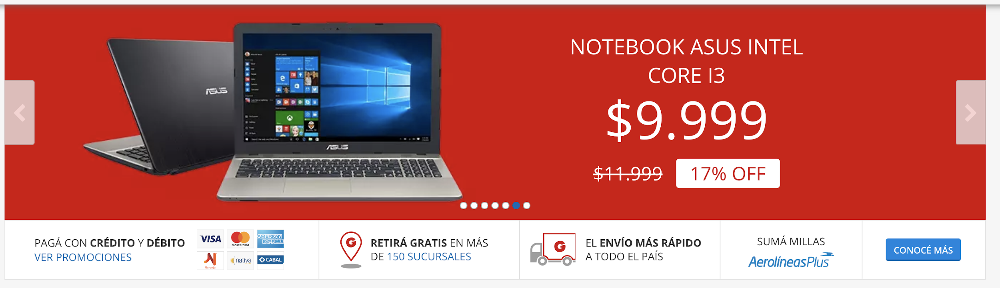 NOTEBOOK ASUS INTEL
CORE I3
$9.999
$11.999
17% OFF
ASUS
ASUS
PAGÁ CON CRÉDITO Y DÉBITO
VER PROMOCIONES
VISA
mastercard
AMERICAN
EXPRESS
Naranja
nativa
CABAL
G
RETIRÁ GRATIS EN MÁS
DE 150 SUCURSALES
G
EL ENVÍO MÁS RÁPIDO
A TODO EL PAÍS
SUMÁ MILLAS
AerolíneasPlus
CONOCÉ MÁS